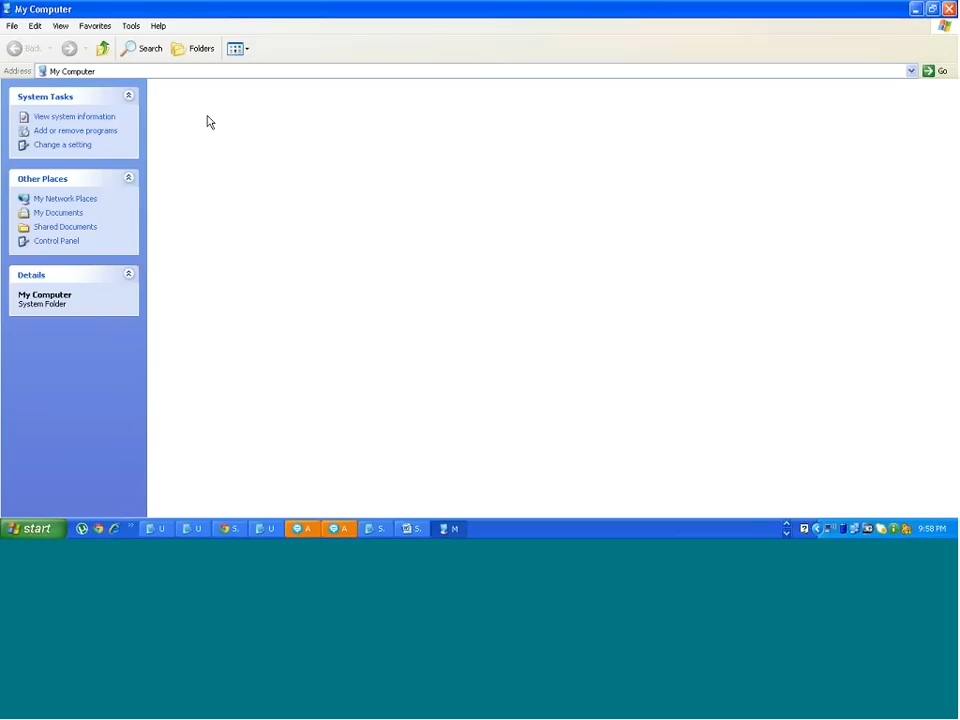 My Computer
File Edit View Favorites Tools Help
Back Search Folders
Address My Computer Go
System Tasks
View system information
Add or remove programs
Change a setting
Other Places
My Network Places
My Documents
Shared Documents
Control Panel
Details
My Computer
System Folder
start U U S. U A A S. S. M 9:58 PM